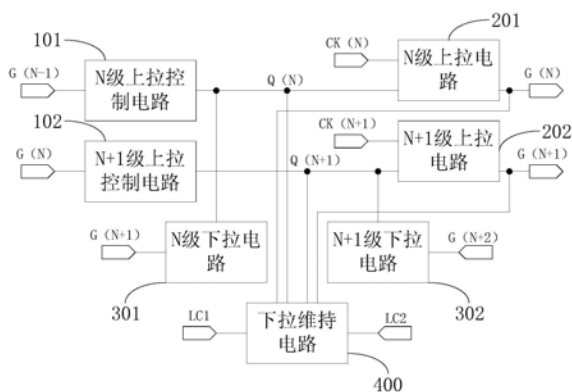 101
201
CK (N)
G (N-1)
N级上拉控
制电路
Q (N)
N级上拉电
路
G (N)
102
CK (N+1)
G (N)
N+1级上拉
控制电路
Q (N+1)
N+1级上拉
电路
202
G (N+1)
G (N+1)
N级下拉电
路
N+1级下拉
电路
G (N+2)
301
302
LC1
下拉维持
电路
LC2
400